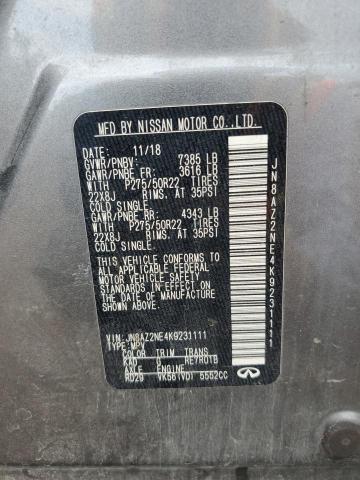 MFD BY NISSAN MOTOR CO.,LTD.
DATE: 11/18
GVWR/PNBV: 7385 LB
GAWR/PNBE FR: 3616 LB
WITH P275/50R22 TIRES
22X8J RIMS. AT 35PSI
COLD SINGLE
GAWR/PNBE RR: 4343 LB
WITH P275/50R22 TIRES
22X8J RIMS. AT 35PSI
COLD SINGLE
THIS VEHICLE CONFORMS TO ALL
APPLICABLE FEDERAL
MOTOR VEHICLE SAFETY
STANDARDS IN EFFECT ON THE
DATE OF MANUFACTURE
SHOWN ABOVE.
VIN: JN8AZ2NE4K9231111
TYPE: MPV
COLOR TRIM TRANS
KAD G RE7R01B
AXLE ENGINE
RD29 VK56(VD) 5552CC
JN8AZ2NE4K9231111